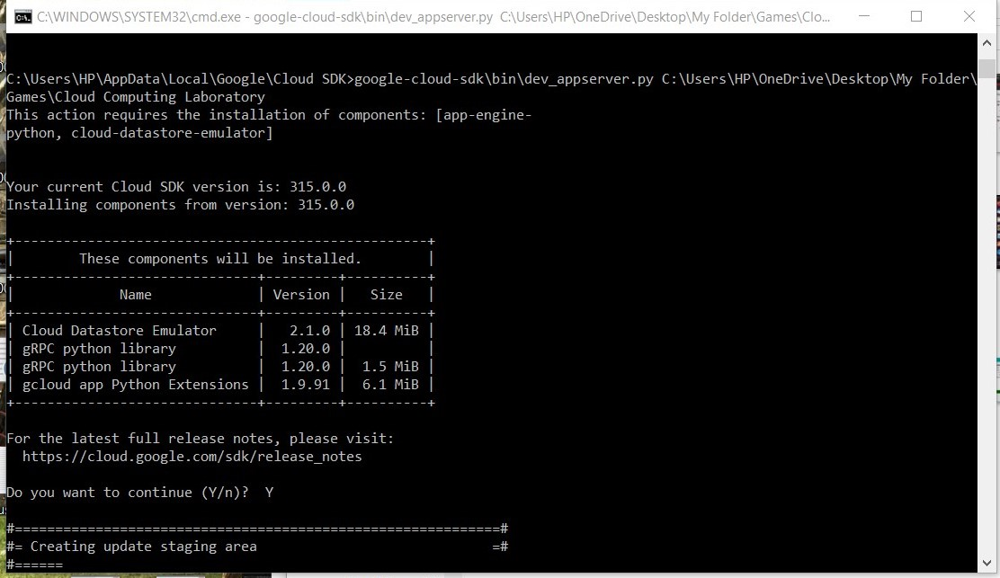 C:\WINDOWS\SYSTEM32\cmd.exe - google-cloud-sdk\bin\dev_appserver.py  C:\Users\HP\OneDrive\Desktop\My Folder\Games\Clo...
C:\Users\HP\AppData\Local\Google\Cloud SDK>google-cloud-sdk\bin\dev_appserver.py C:\Users\HP\OneDrive\Desktop\My Folder\
Games\Cloud Computing Laboratory
This action requires the installation of components: [app-engine-
python, cloud-datastore-emulator]
Your current Cloud SDK version is: 315.0.0
Installing components from version: 315.0.0
+---------------------------------------------------+
|        These components will be installed.        |
+------------------------------+---------+----------+
|             Name             | Version |   Size   |
+------------------------------+---------+----------+
| Cloud Datastore Emulator     |   2.1.0 | 18.4 MiB |
| gRPC python library          |  1.20.0 |          |
| gRPC python library          |  1.20.0 |  1.5 MiB |
| gcloud app Python Extensions |  1.9.91 |  6.1 MiB |
+------------------------------+---------+----------+
For the latest full release notes, please visit:
  https://cloud.google.com/sdk/release_notes
Do you want to continue (Y/n)?  Y
#============================================================#
#= Creating update staging area                             =#
#======